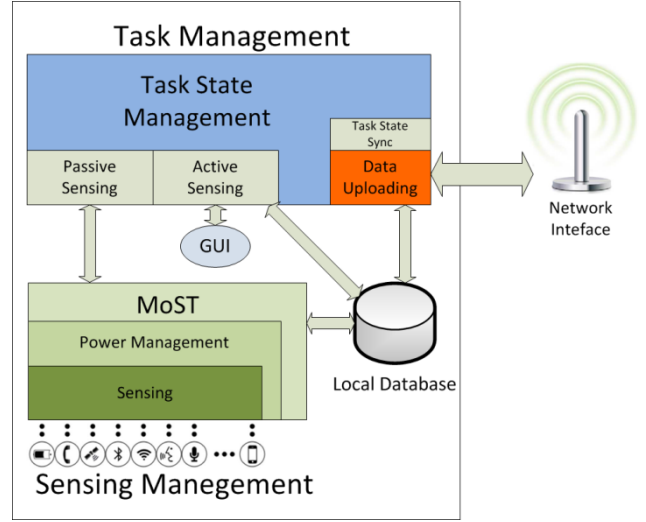 Task Management
Task State
Management
Task State
Sync
Passive
Sensing
Active
Sensing
Data
Uploading
GUI
Network
Inteface
MoST
Power Management
Sensing
Local Database
Sensing Manegement